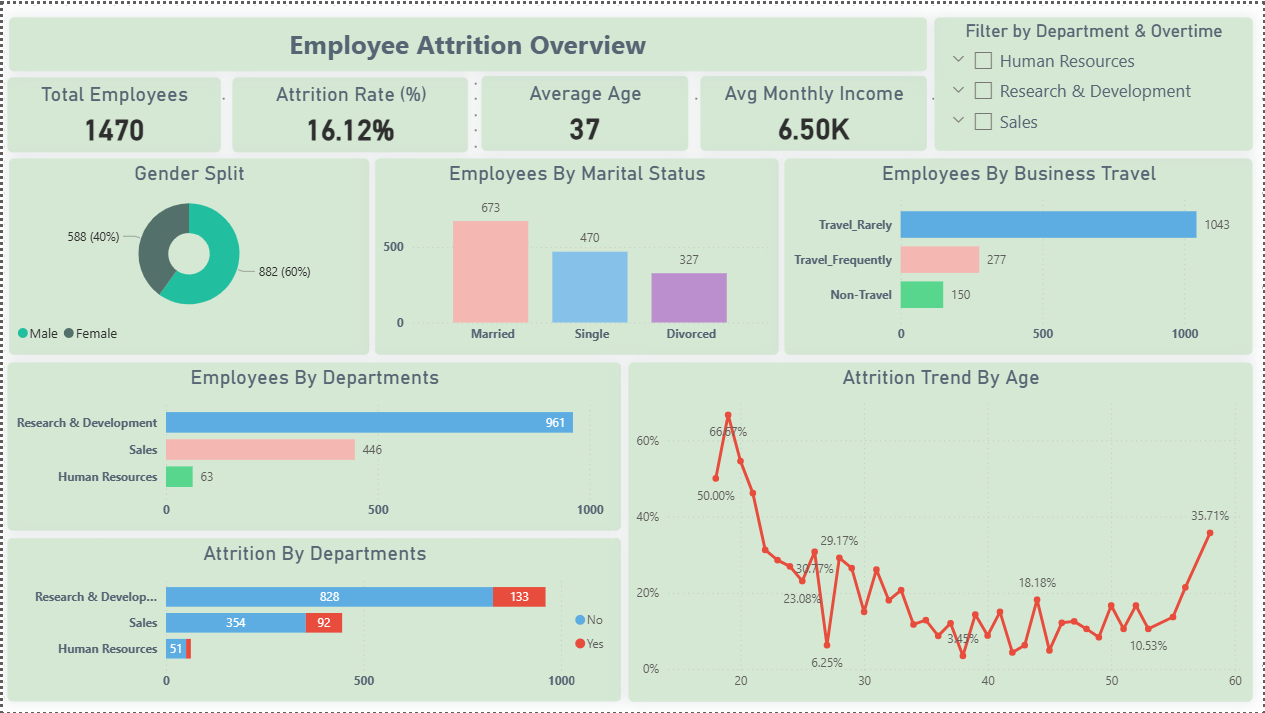 Employee Attrition Overview
Filter by Department & Overtime
Human Resources
Research & Development
Sales
Total Employees
1470
Attrition Rate (%)
16.12%
Average Age
37
Avg Monthly Income
6.50K
Gender Split
588 (40%)
882 (60%)
Male Female
Employees By Marital Status
673
470
327
500
0
Married Single Divorced
Employees By Business Travel
Travel_Rarely 1043
Travel_Frequently 277
Non-Travel 150
0 500 1000
Employees By Departments
Research & Development 961
Sales 446
Human Resources 63
0 500 1000
Attrition By Departments
Research & Develop... 828 133
Sales 354 92
Human Resources 51
No
Yes
0 500 1000
Attrition Trend By Age
60%
40%
20%
0%
66.67%
50.00%
29.17%
30.77%
23.08%
6.25%
3.45%
18.18%
10.53%
35.71%
20 30 40 50 60